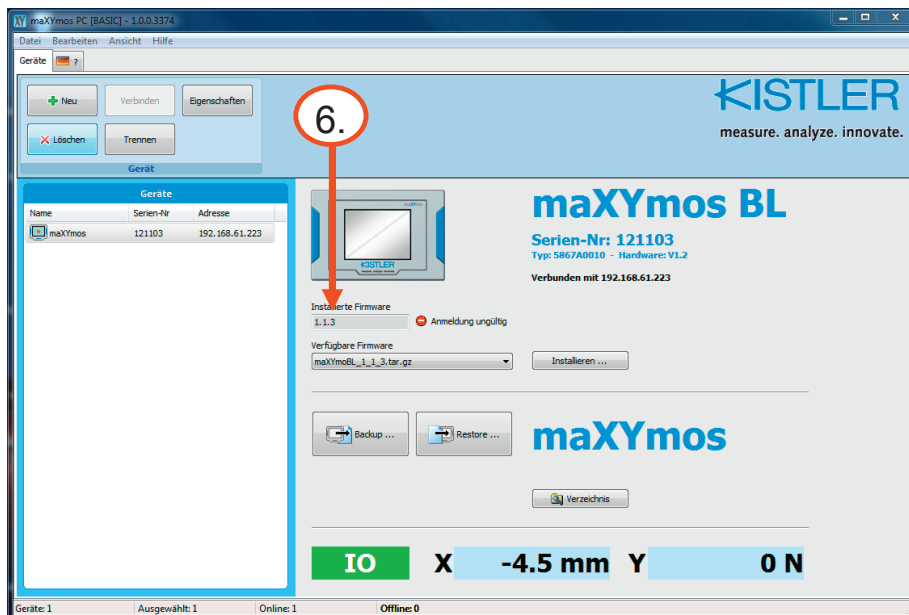 maXYmos PC [BASIC] - 1.0.0.3374
Datei Bearbeiten Ansicht Hilfe
Geräte ?
Neu Verbinden Eigenschaften
Löschen Trennen
Gerät
6.
KISTLER
measure. analyze. innovate.
Geräte
Name Serien-Nr Adresse
maXYmos 121103 192.168.61.223
maXYmos
KISTLER
maXYmos BL
Serien-Nr: 121103
Typ: 5867A0010 - Hardware: V1.2
Verbunden mit 192.168.61.223
Installierte Firmware
1.1.3 Anmeldung ungültig
Verfügbare Firmware
maXYmoBL_1_1_3.tar.gz Installieren ...
Backup ... Restore ... maXYmos
Verzeichnis
IO X -4.5 mm Y 0 N
Geräte: 1 Ausgewählt: 1 Online: 1 Offline: 0